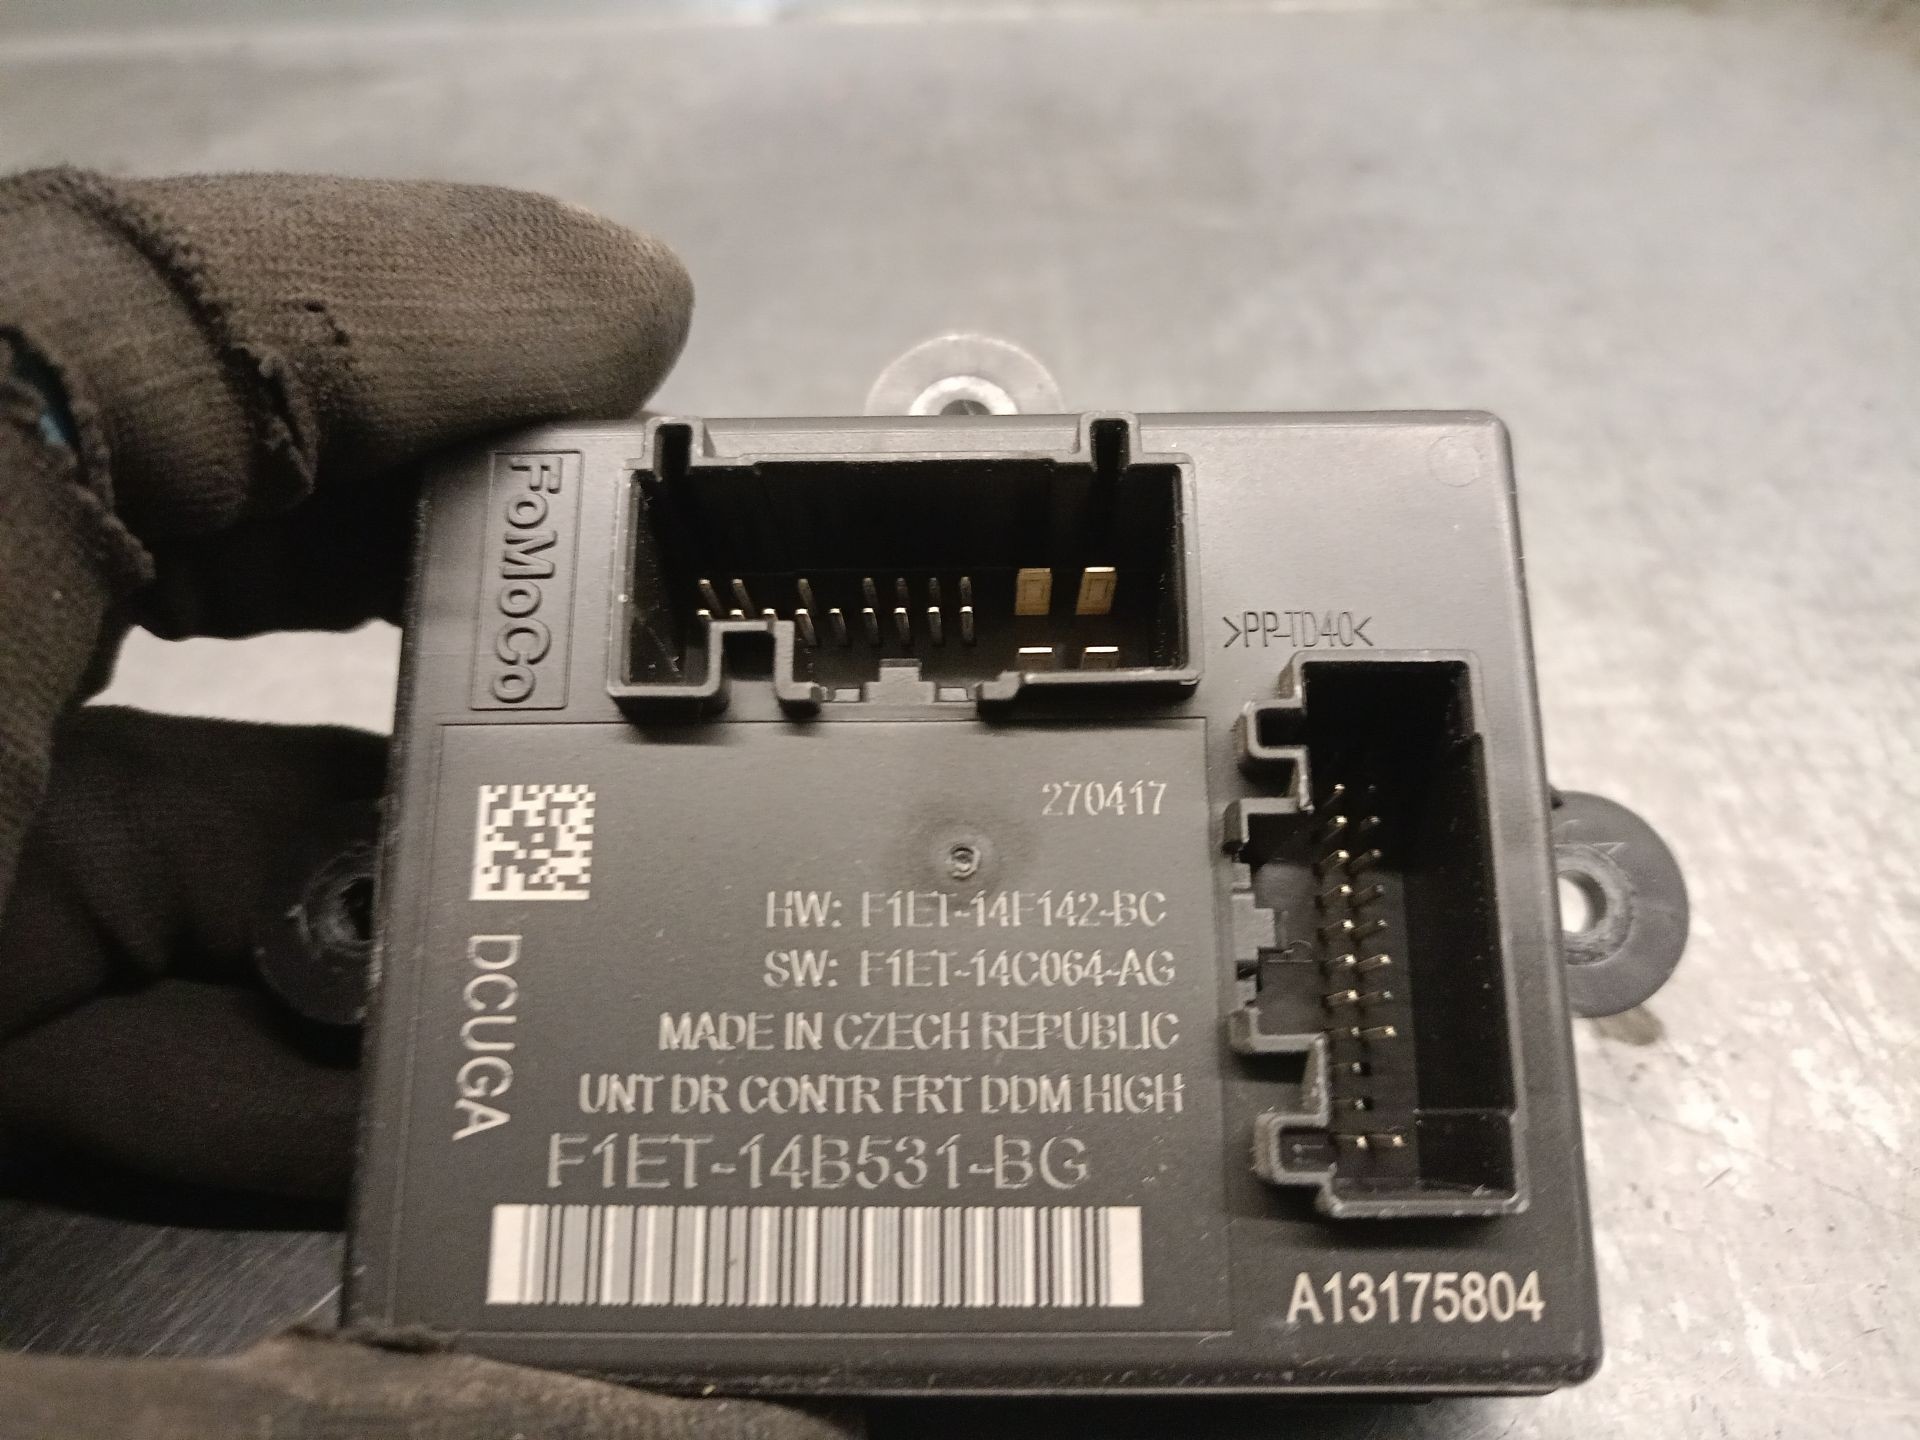 FoMoCo
>PP-TD40<
270417
HW: F1ET-14F142-BC
SW: F1ET-14C064-AG
MADE IN CZECH REPUBLIC
UNT DR CONTR FRT DDM HIGH
F1ET-14B531-BG
DCUGA
A13175804